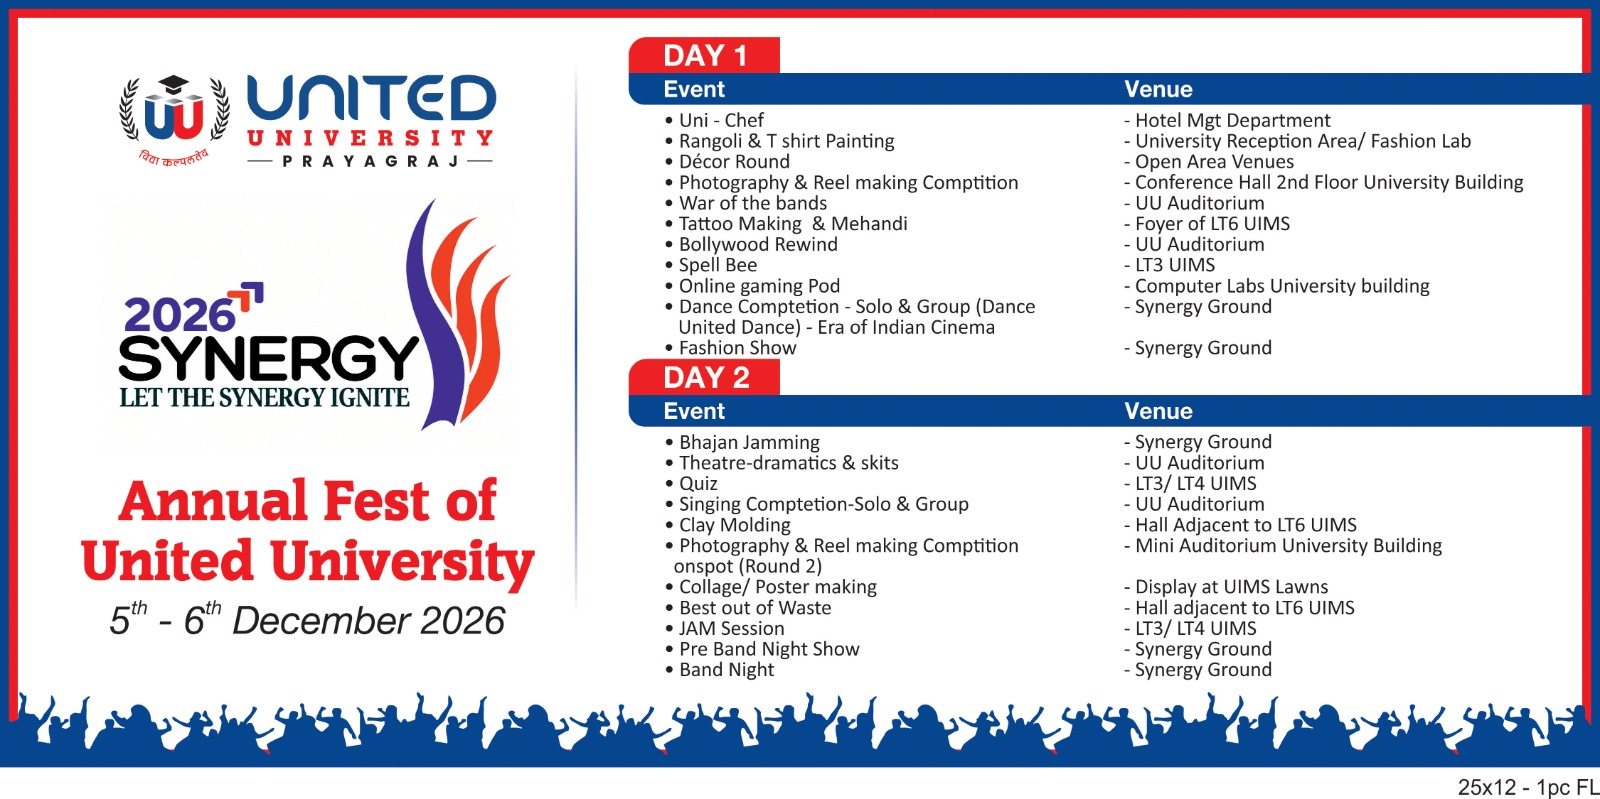 UNITED
UNIVERSITY
PRAYAGRAJ
विद्या कल्पलतेव
2026
SYNERGY
LET THE SYNERGY IGNITE
Annual Fest of
United University
5th - 6th December 2026
DAY 1
Event Venue
• Uni - Chef - Hotel Mgt Department
• Rangoli & T shirt Painting - University Reception Area/ Fashion Lab
• Décor Round - Open Area Venues
• Photography & Reel making Comptition - Conference Hall 2nd Floor University Building
• War of the bands - UU Auditorium
• Tattoo Making & Mehandi - Foyer of LT6 UIMS
• Bollywood Rewind - UU Auditorium
• Spell Bee - LT3 UIMS
• Online gaming Pod - Computer Labs University building
• Dance Comptetion - Solo & Group (Dance - Synergy Ground
United Dance) - Era of Indian Cinema
• Fashion Show - Synergy Ground
DAY 2
Event Venue
• Bhajan Jamming - Synergy Ground
• Theatre-dramatics & skits - UU Auditorium
• Quiz - LT3/ LT4 UIMS
• Singing Comptetion-Solo & Group - UU Auditorium
• Clay Molding - Hall Adjacent to LT6 UIMS
• Photography & Reel making Comptition - Mini Auditorium University Building
onspot (Round 2)
• Collage/ Poster making - Display at UIMS Lawns
• Best out of Waste - Hall adjacent to LT6 UIMS
• JAM Session - LT3/ LT4 UIMS
• Pre Band Night Show - Synergy Ground
• Band Night - Synergy Ground
25x12 - 1pc FL